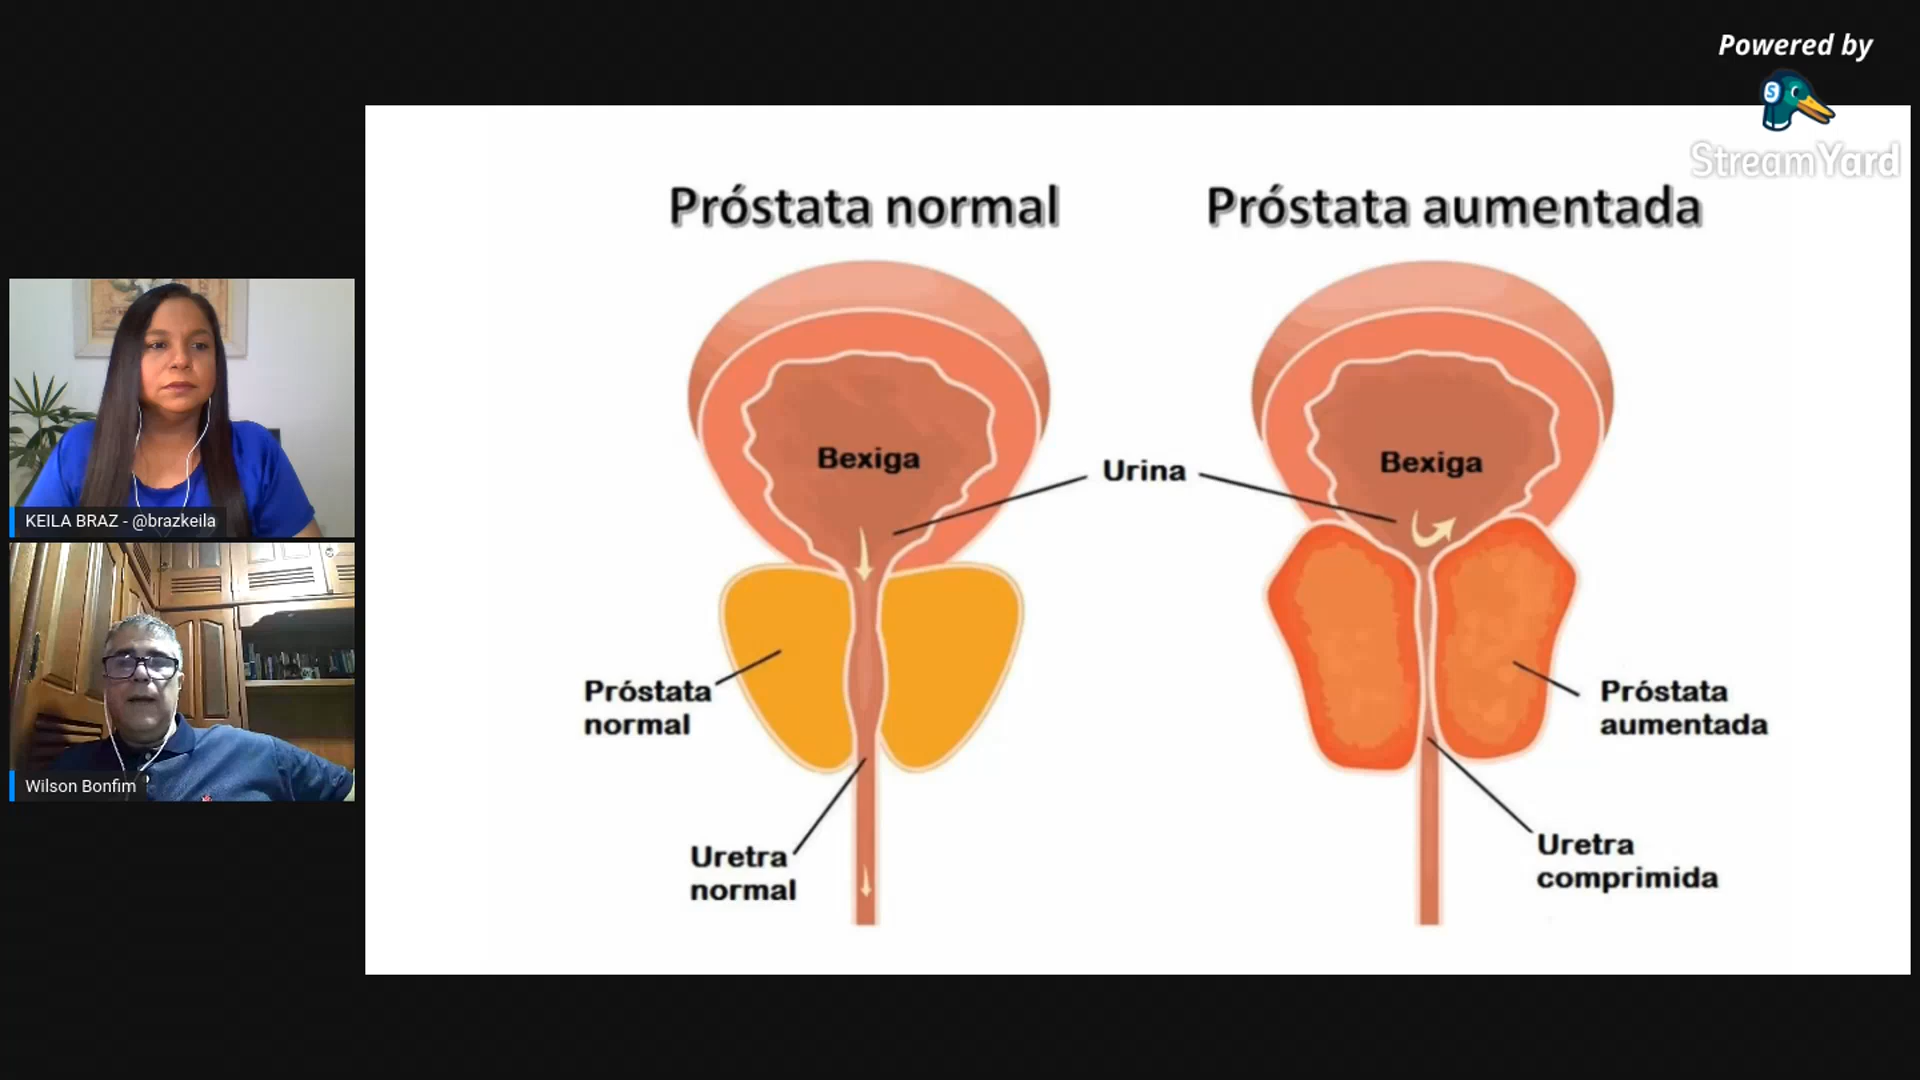 Powered by
S
StreamYard
Próstata normal
Próstata aumentada
Bexiga
Urina
Bexiga
Próstata
normal
Próstata
aumentada
Uretra
normal
Uretra
comprimida
KEILA BRAZ - @brazkeila
Wilson Bonfim